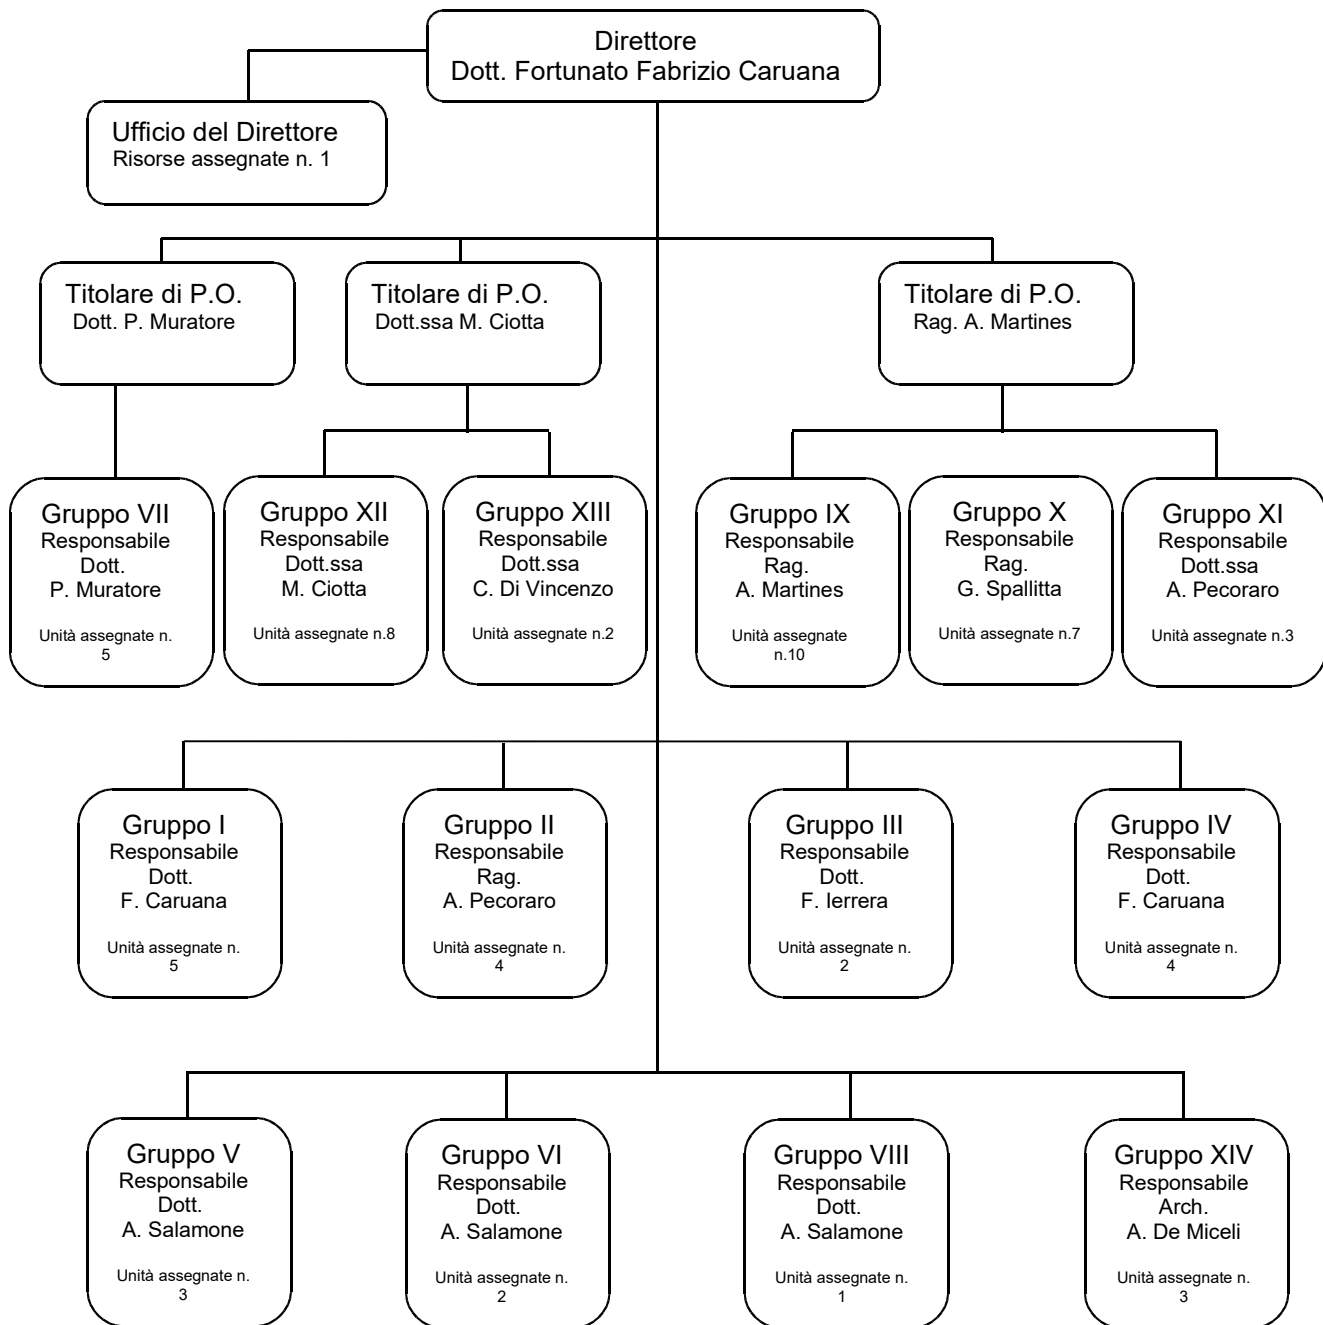 Direttore
Dott. Fortunato Fabrizio Caruana
Ufficio del Direttore
Risorse assegnate n. 1
Titolare di P.O.
Dott. P. Muratore
Titolare di P.O.
Dott.ssa M. Ciotta
Titolare di P.O.
Rag. A. Martines
Gruppo VII
Responsabile
Dott.
P. Muratore
Unità assegnate n.
5
Gruppo XII
Responsabile
Dott.ssa
M. Ciotta
Unità assegnate n.8
Gruppo XIII
Responsabile
Dott.ssa
C. Di Vincenzo
Unità assegnate n.2
Gruppo IX
Responsabile
Rag.
A. Martines
Unità assegnate
n.10
Gruppo X
Responsabile
Rag.
G. Spallitta
Unità assegnate n.7
Gruppo XI
Responsabile
Dott.ssa
A. Pecoraro
Unità assegnate n.3
Gruppo I
Responsabile
Dott.
F. Caruana
Unità assegnate n.
5
Gruppo II
Responsabile
Rag.
A. Pecoraro
Unità assegnate n.
4
Gruppo III
Responsabile
Dott.
F. Ierrera
Unità assegnate n.
2
Gruppo IV
Responsabile
Dott.
F. Caruana
Unità assegnate n.
4
Gruppo V
Responsabile
Dott.
A. Salamone
Unità assegnate n.
3
Gruppo VI
Responsabile
Dott.
A. Salamone
Unità assegnate n.
2
Gruppo VIII
Responsabile
Dott.
A. Salamone
Unità assegnate n.
1
Gruppo XIV
Responsabile
Arch.
A. De Miceli
Unità assegnate n.
3